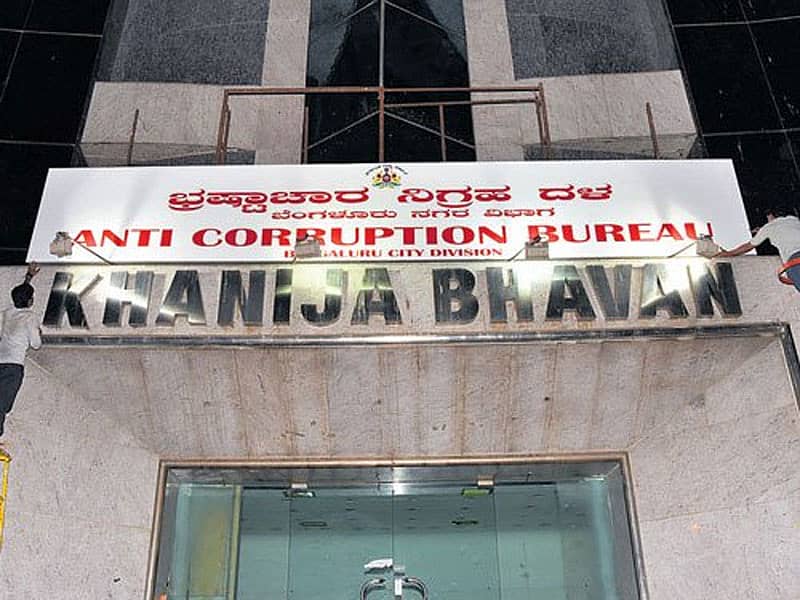 ಭ್ರಷ್ಟಾಚಾರ ನಿಗ್ರಹ ದಳ
ಬೆಂಗಳೂರು ನಗರ ವಿಭಾಗ
ANTI CORRUPTION BUREAU
BENGALURU CITY DIVISION
KHANIJA BHAVAN